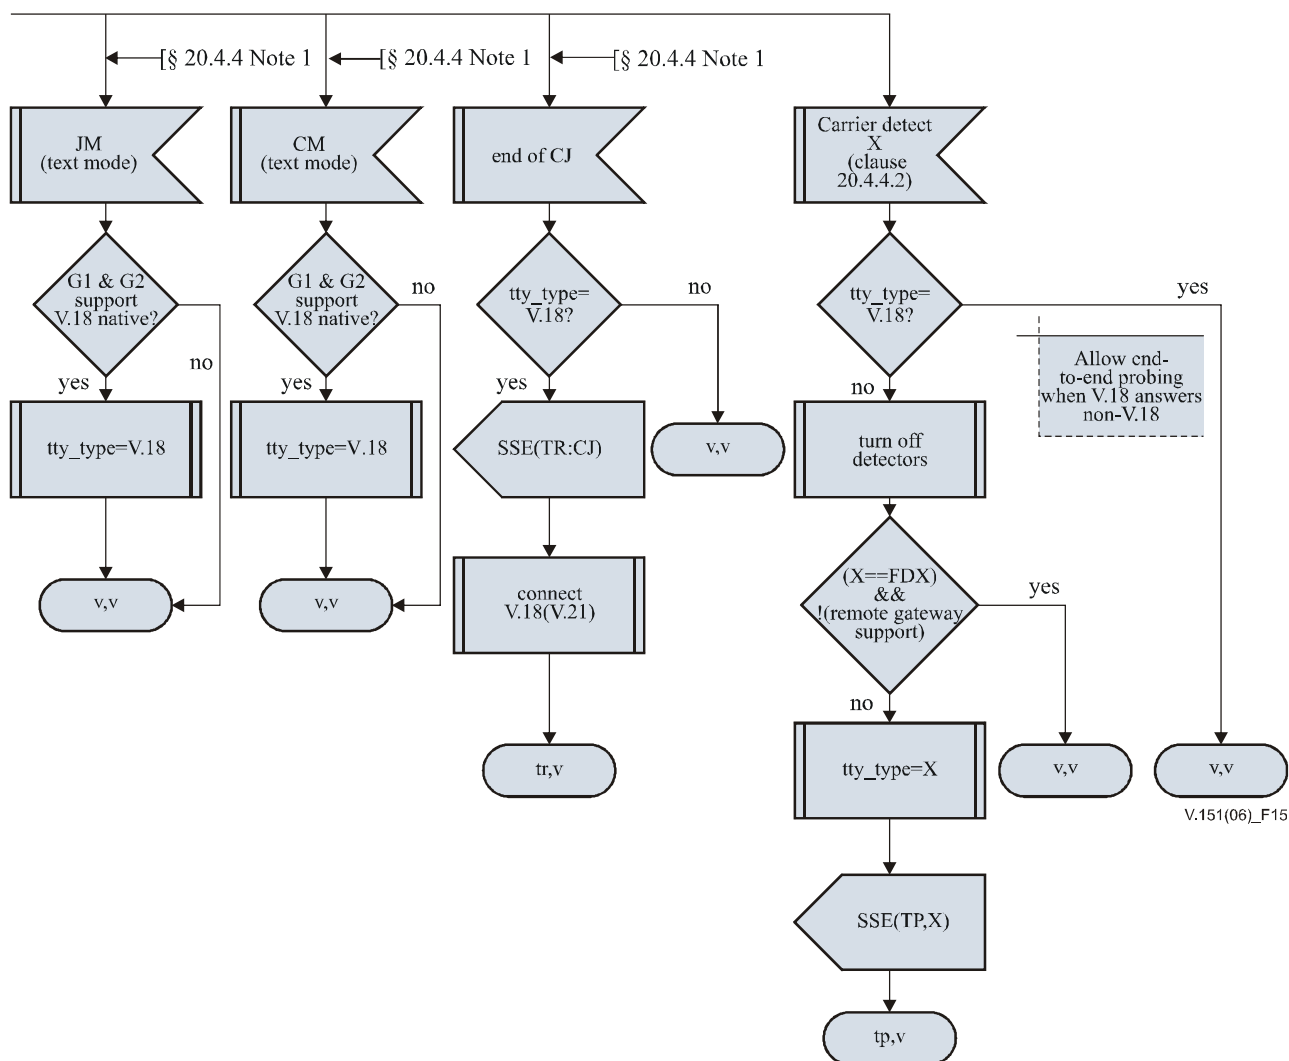 [§ 20.4.4 Note 1
[§ 20.4.4 Note 1
[§ 20.4.4 Note 1
JM
(text mode)
CM
(text mode)
end of CJ
Carrier detect
X
(clause
20.4.4.2)
G1 & G2
support
V.18 native?
no
yes
G1 & G2
support
V.18 native?
no
yes
tty_type=
V.18?
no
yes
tty_type=
V.18?
yes
no
Allow end-
to-end probing
when V.18 answers
non-V.18
tty_type=V.18
tty_type=V.18
SSE(TR:CJ)
v,v
turn off
detectors
v,v
v,v
connect
V.18(V.21)
(X==FDX)
&&
!(remote gateway
support)
yes
no
tr,v
tty_type=X
v,v
v,v
V.151(06)_F15
SSE(TP,X)
tp,v